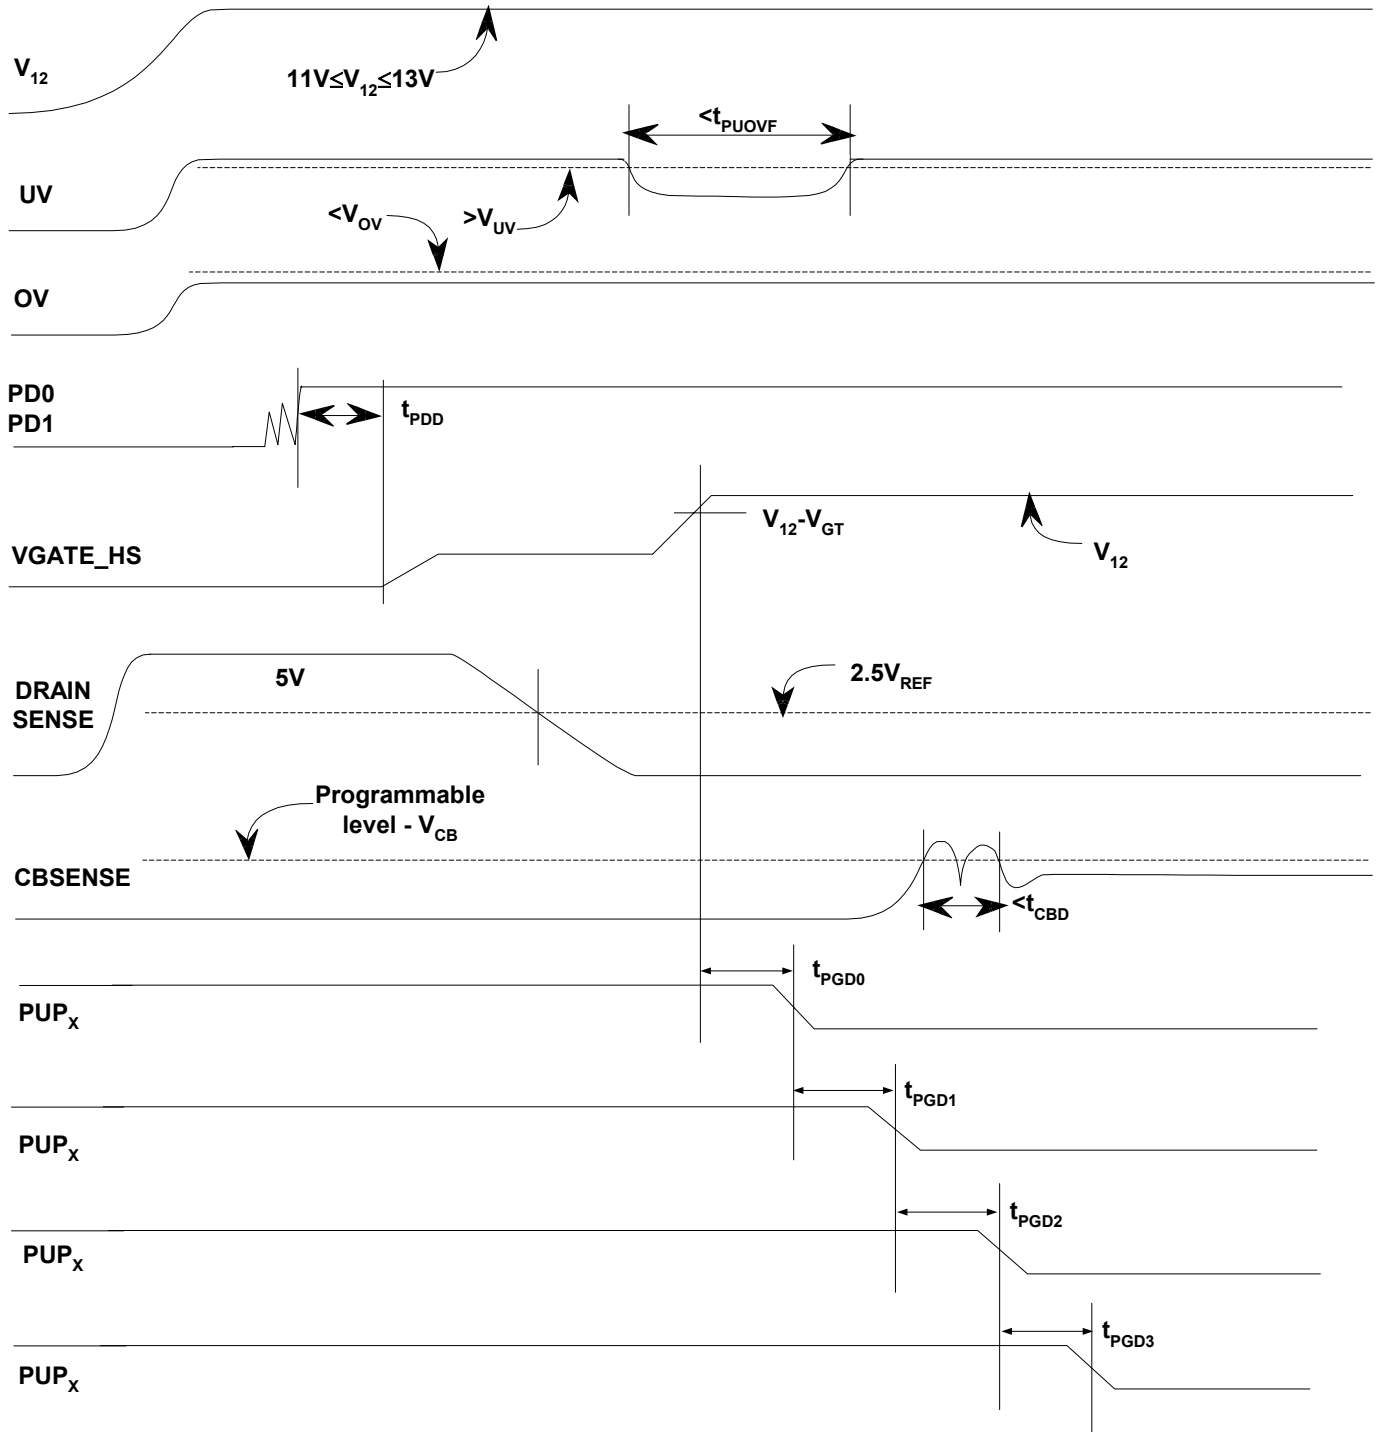 V12
11V≤V12≤13V
<tPUOVF
UV
<VOV
>VUV
OV
PD0
PD1
tPDD
V12-VGT
VGATE_HS
V12
DRAIN
SENSE
5V
2.5VREF
Programmable
level - VCB
CBSENSE
<tCBD
tPGD0
PUPX
tPGD1
PUPX
tPGD2
PUPX
tPGD3
PUPX